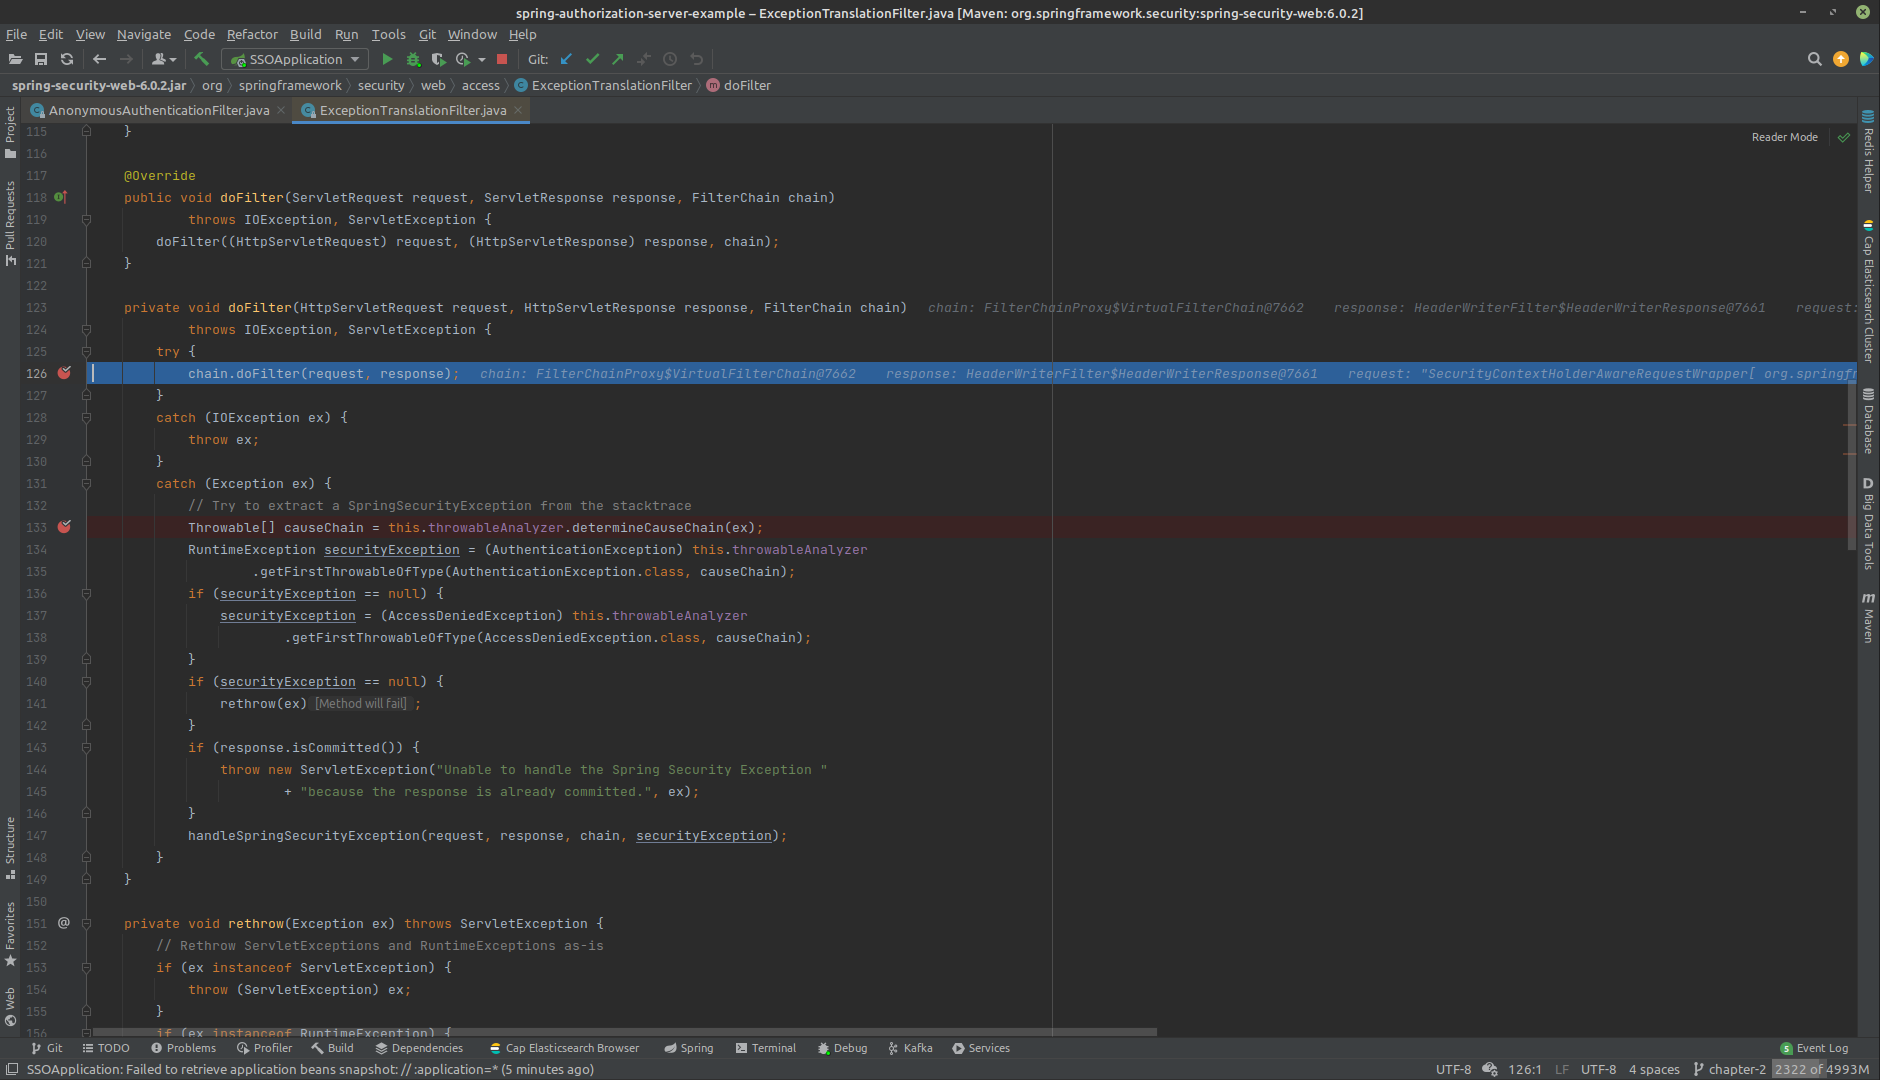 spring-authorization-server-example – ExceptionTranslationFilter.java [Maven: org.springframework.security:spring-security-web:6.0.2]
File Edit View Navigate Code Refactor Build Run Tools Git Window Help
SSOApplication Git:
spring-security-web-6.0.2.jar org springframework security web access ExceptionTranslationFilter doFilter
AnonymousAuthenticationFilter.java ExceptionTranslationFilter.java
Reader Mode
115 }
116
117 @Override
118 public void doFilter(ServletRequest request, ServletResponse response, FilterChain chain)
119 throws IOException, ServletException {
120 doFilter((HttpServletRequest) request, (HttpServletResponse) response, chain);
121 }
122
123 private void doFilter(HttpServletRequest request, HttpServletResponse response, FilterChain chain) chain: FilterChainProxy$VirtualFilterChain@7662 response: HeaderWriterFilter$HeaderWriterResponse@7661 request:
124 throws IOException, ServletException {
125 try {
126 chain.doFilter(request, response); chain: FilterChainProxy$VirtualFilterChain@7662 response: HeaderWriterFilter$HeaderWriterResponse@7661 request: "SecurityContextHolderAwareRequestWrapper[ org.springfr
127 }
128 catch (IOException ex) {
129 throw ex;
130 }
131 catch (Exception ex) {
132 // Try to extract a SpringSecurityException from the stacktrace
133 Throwable[] causeChain = this.throwableAnalyzer.determineCauseChain(ex);
134 RuntimeException securityException = (AuthenticationException) this.throwableAnalyzer
135 .getFirstThrowableOfType(AuthenticationException.class, causeChain);
136 if (securityException == null) {
137 securityException = (AccessDeniedException) this.throwableAnalyzer
138 .getFirstThrowableOfType(AccessDeniedException.class, causeChain);
139 }
140 if (securityException == null) {
141 rethrow(ex) [Method will fail] ;
142 }
143 if (response.isCommitted()) {
144 throw new ServletException("Unable to handle the Spring Security Exception "
145 + "because the response is already committed.", ex);
146 }
147 handleSpringSecurityException(request, response, chain, securityException);
148 }
149 }
150
151 @ private void rethrow(Exception ex) throws ServletException {
152 // Rethrow ServletExceptions and RuntimeExceptions as-is
153 if (ex instanceof ServletException) {
154 throw (ServletException) ex;
155 }
156 if (ex instanceof RuntimeException) {
Project
Pull Requests
Structure
Favorites
Web
Redis Helper
Cap Elasticsearch Cluster
Database
D Big Data Tools
m Maven
Git TODO Problems Profiler Build Dependencies Cap Elasticsearch Browser Spring Terminal Debug Kafka Services 5 Event Log
SSOApplication: Failed to retrieve application beans snapshot: // :application=* (5 minutes ago) UTF-8 126:1 LF UTF-8 4 spaces chapter-2 2322 of 4993M